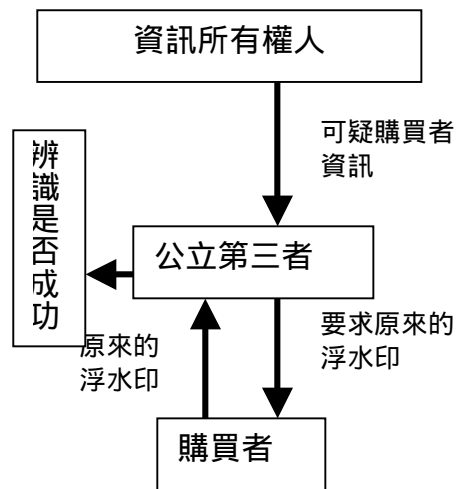 資訊所有權人
可疑購買者
資訊
辨識是否成功
公立第三者
要求原來的
浮水印
原來的
浮水印
購買者